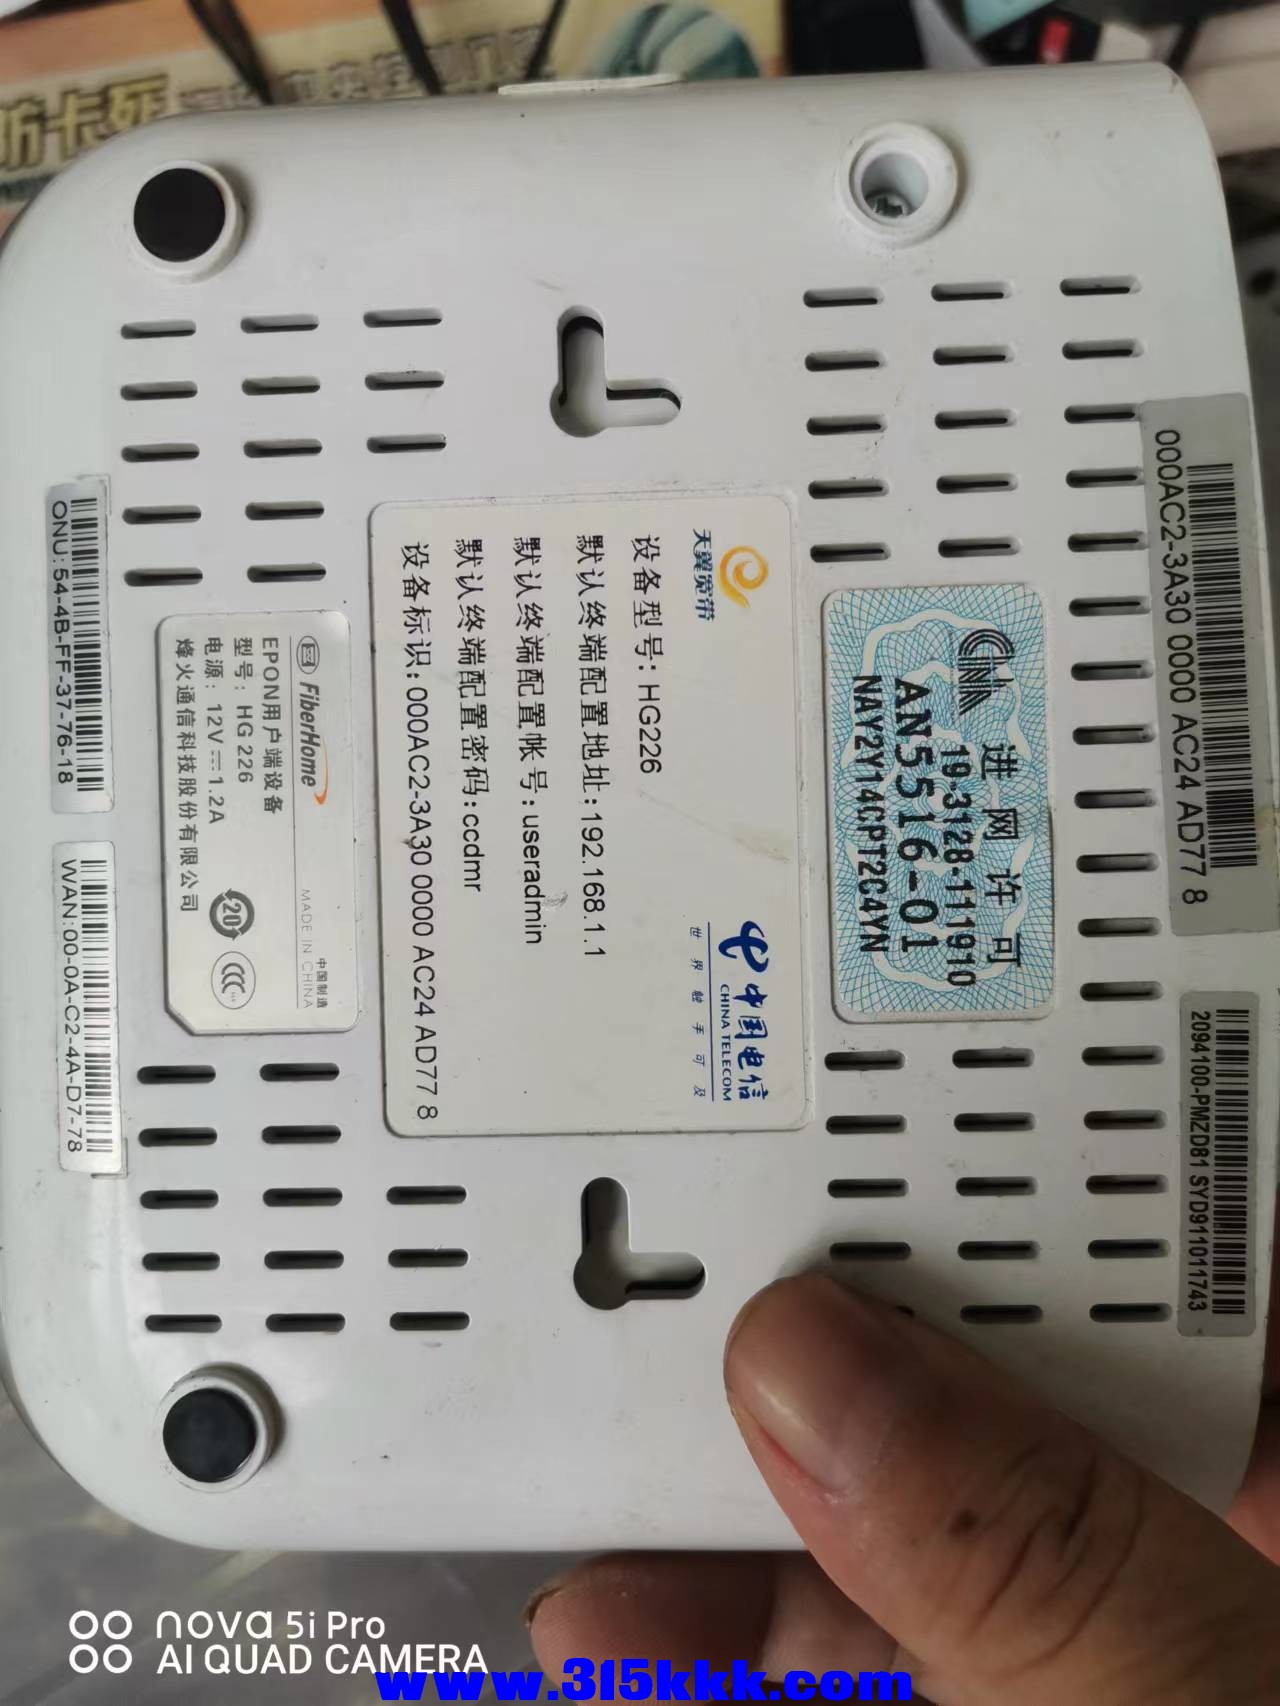 防卡死
ONU:54-4B-FF-37-76-18
WAN:00-0A-C2-4A-D7-78
FiberHome
中国制造
MADE IN CHINA
EPON用户端设备
型号: HG 226
电源: 12V 1.2A
烽火通信科技股份有限公司
20
CCC
天翼宽带
中国电信
CHINA TELECOM
世界触手可及
设备型号: HG226
默认终端配置地址:192.168.1.1
默认终端配置帐号:useradmin
默认终端配置密码:ccdmr
设备标识:000AC2-3A30 0000 AC24 AD77 8
进网许可
19-3128-111910
AN5516-01
NAY2Y14CPT2C4YN
000AC2-3A30 0000 AC24 AD77 8
2094100-PMZD81 SYD911011743
nova 5i Pro
AI QUAD CAMERA
www.315kkk.com